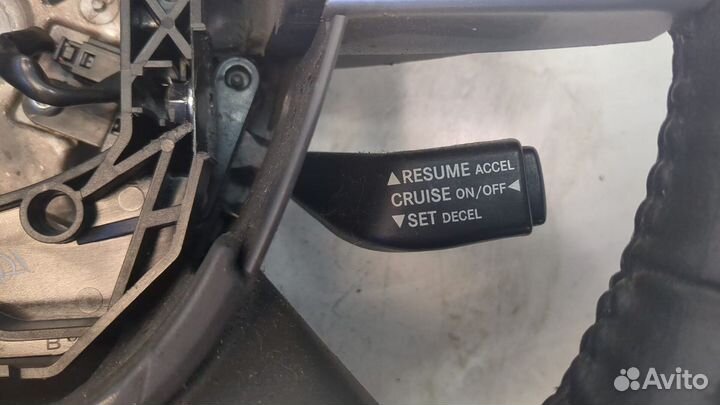 ▲RESUME ACCEL
CRUISE ON/OFF◄
▼SET DECEL
B
Avito